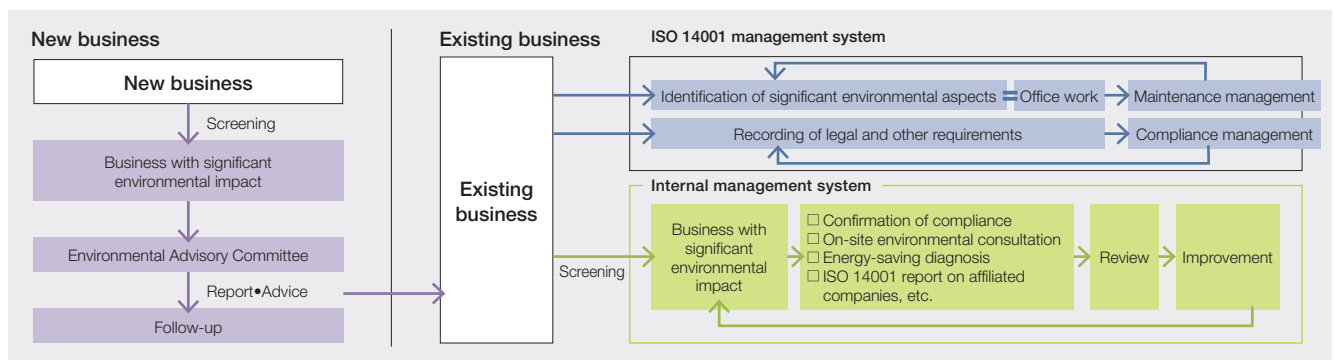 New business
New business
Screening
Business with significant
environmental impact
Environmental Advisory Committee
Report•Advice
Follow-up
Existing business
Existing
business
ISO 14001 management system
Identification of significant environmental aspects = Office work
Maintenance management
Recording of legal and other requirements
Compliance management
Internal management system
Screening
Business with
significant
environmental
impact
□ Confirmation of compliance
□ On-site environmental consultation
□ Energy-saving diagnosis
□ ISO 14001 report on affiliated
companies, etc.
Review
Improvement